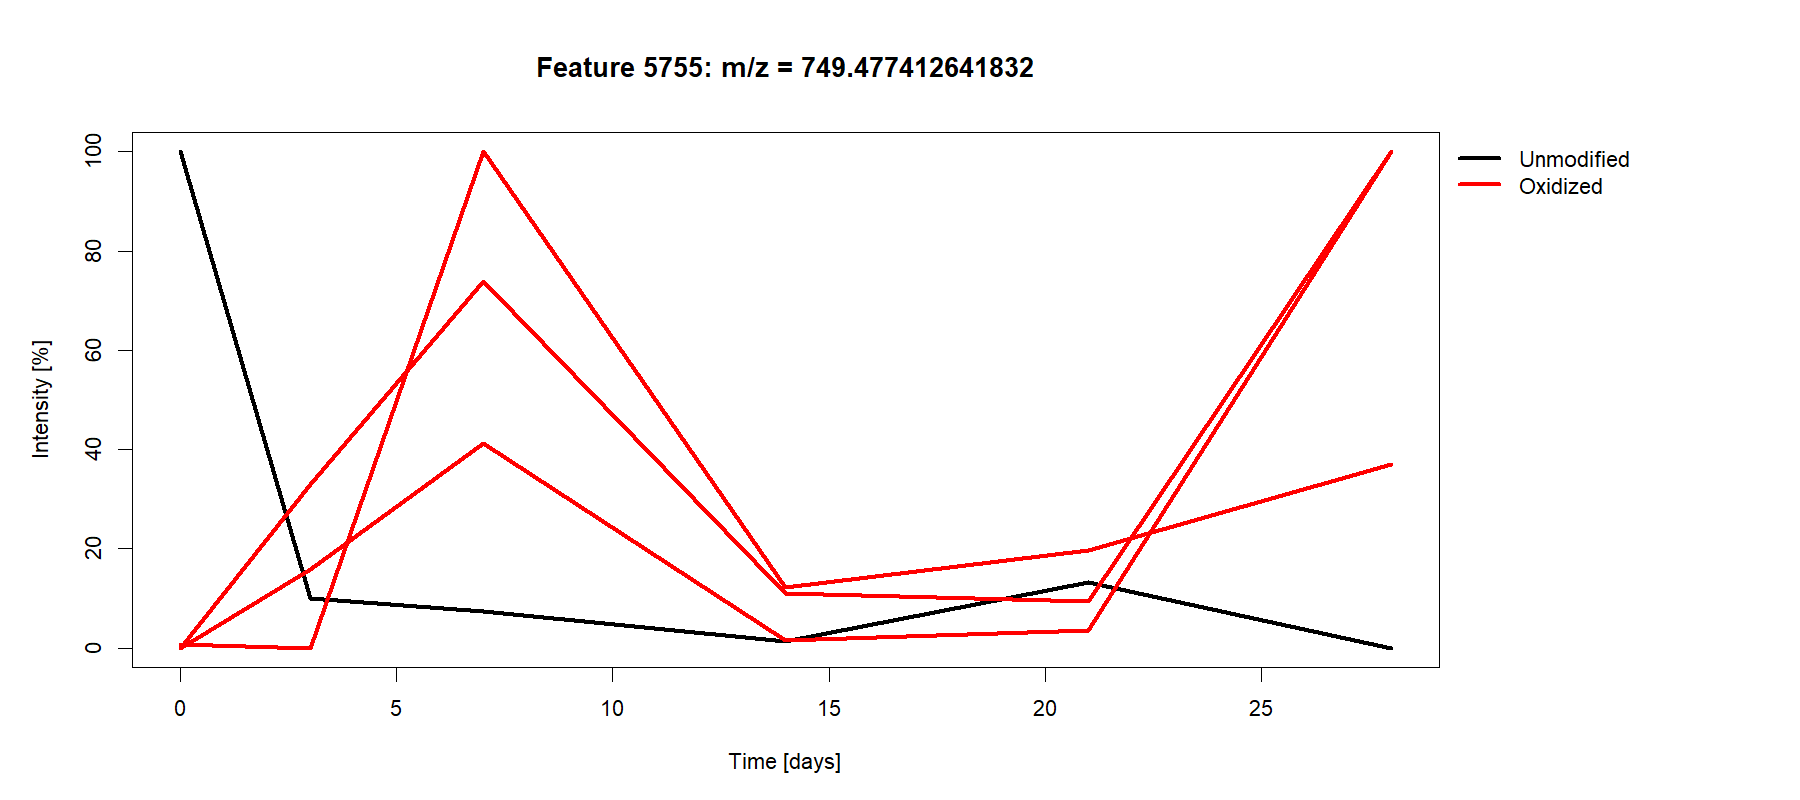 Feature 5755: m/z = 749.477412641832
Unmodified
Oxidized
100
80
60
40
20
0
Intensity [%]
0 5 10 15 20 25
Time [days]